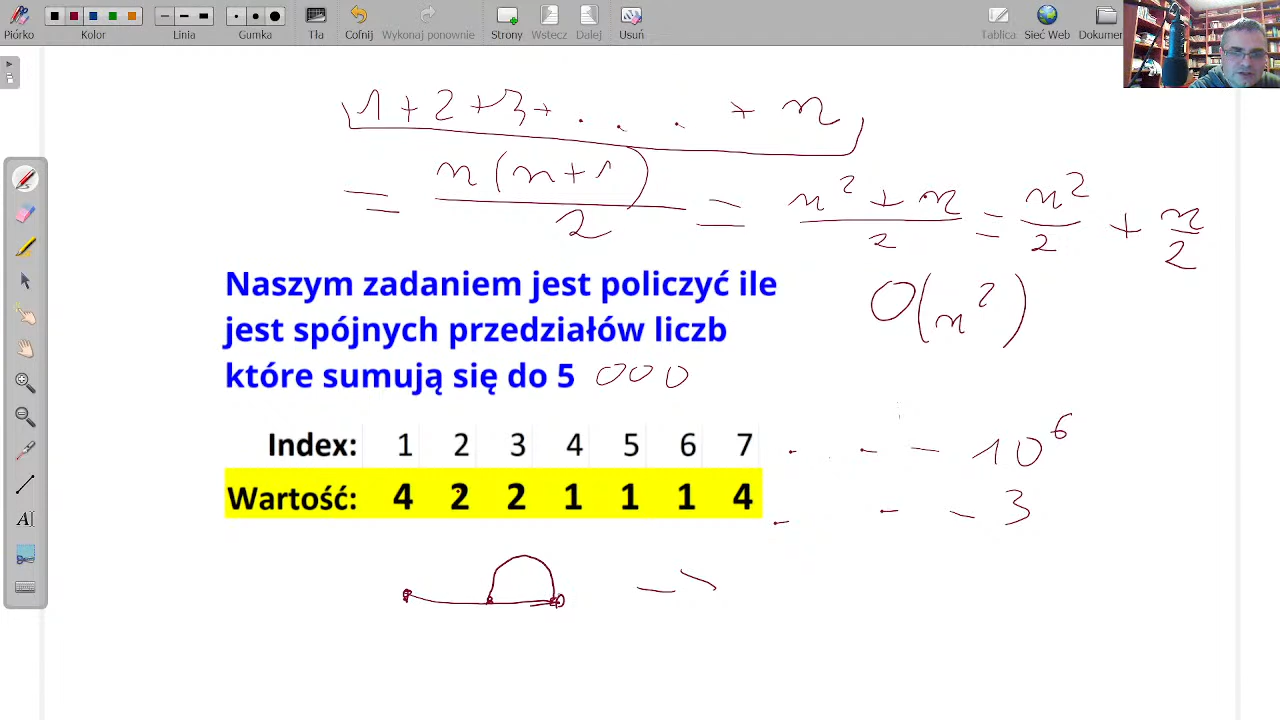 Piórko Kolor Linia Gumka Tła Cofnij Wykonaj ponownie Strony Wstecz Dalej Usuń Tablica Sieć Web Dokumen
1+2+3+ . . . + n
= n(n+1)/2 = n²+n/2 = n²/2 + n/2
Naszym zadaniem jest policzyć ile
O(n²)
jest spójnych przedziałów liczb
które sumują się do 5 000
Index: 1 2 3 4 5 6 7 . - - 10⁶
Wartość: 4 2 2 1 1 1 4 . - - 3